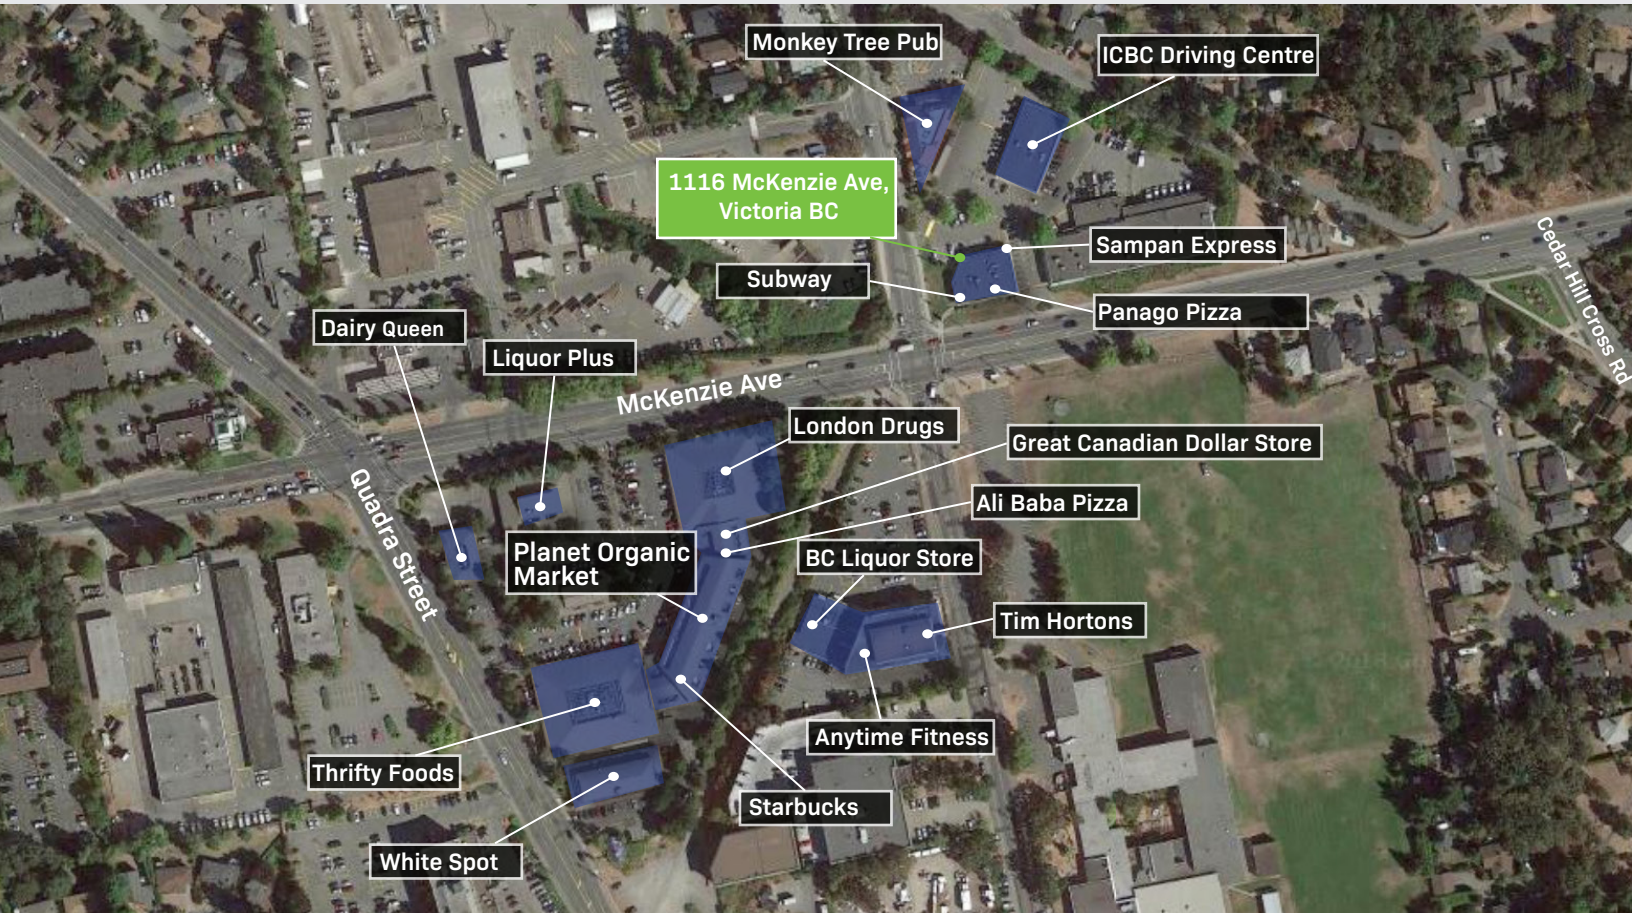 Monkey Tree Pub
ICBC Driving Centre
1116 McKenzie Ave,
Victoria BC
Sampan Express
Subway
Panago Pizza
Cedar Hill Cross Rd
Dairy Queen
Liquor Plus
McKenzie Ave
London Drugs
Great Canadian Dollar Store
Quadra Street
Ali Baba Pizza
Planet Organic
Market
BC Liquor Store
Tim Hortons
Anytime Fitness
Thrifty Foods
Starbucks
White Spot